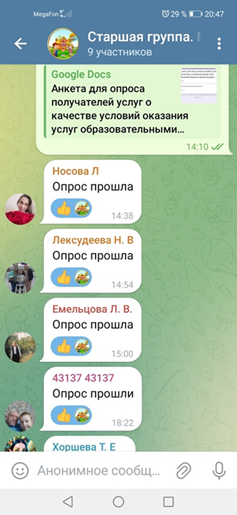 MegaFon
29 % 20:47
Старшая группа.
9 участников
Google Docs
Анкета для опроса
получателей услуг о
качестве условий оказания
услуг образовательными...
14:10
Носова Л
Опрос прошла
14:38
Лексудеева Н. В
Опрос прошла
14:54
Емельцова Л. В.
Опрос прошла
15:00
43137 43137
Опрос прошли
18:22
Хоршева Т. Е
Анонимное сообщ...